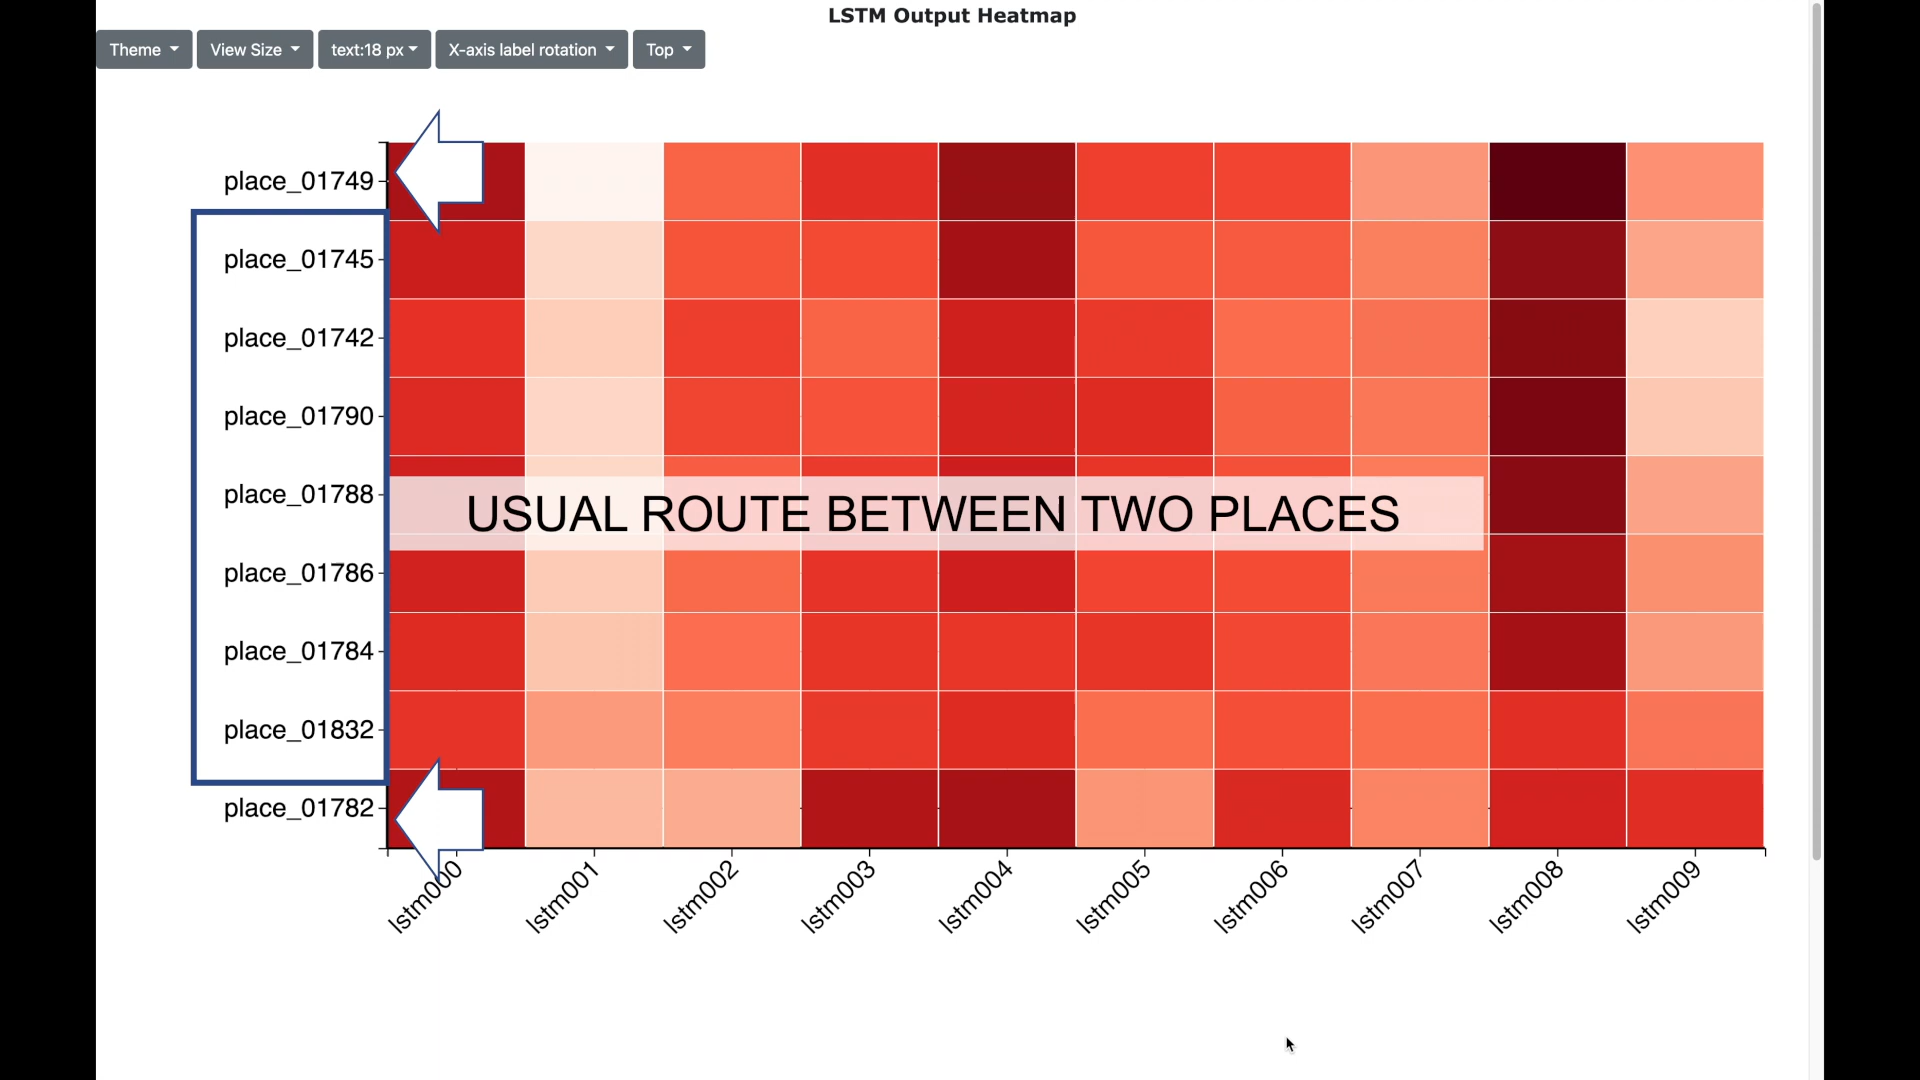 LSTM Output Heatmap
Theme
View Size
text:18 px
X-axis label rotation
Top
place_01749
place_01745
place_01742
place_01790
place_01788
USUAL ROUTE BETWEEN TWO PLACES
place_01786
place_01784
place_01832
place_01782
lstm000
lstm001
lstm002
lstm003
lstm004
lstm005
lstm006
lstm007
lstm008
lstm009